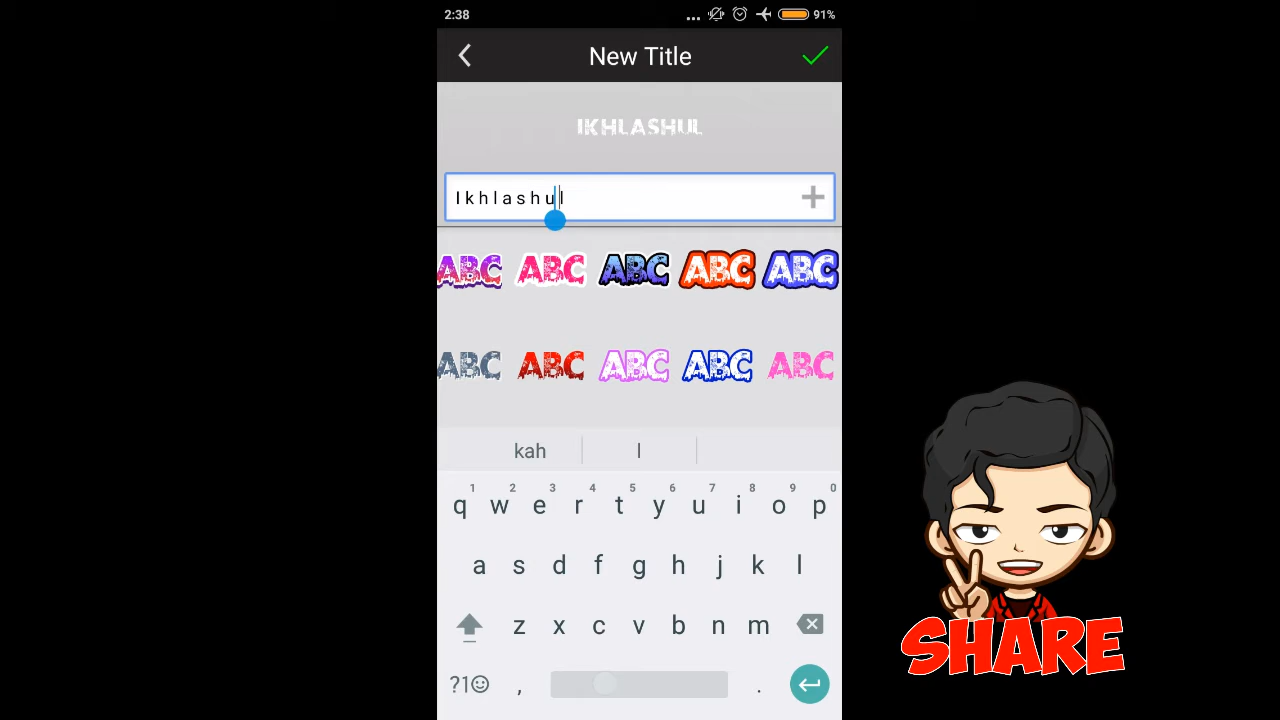 2:38 ... 91%
New Title
IKHLASHUL
I k h l a s h u l
ABC ABC ABC ABC ABC
ABC ABC ABC ABC ABC
kah l
1 2 3 4 5 6 7 8 9 0
q w e r t y u i o p
a s d f g h j k l
z x c v b n m
?1☺ , .
SHARE